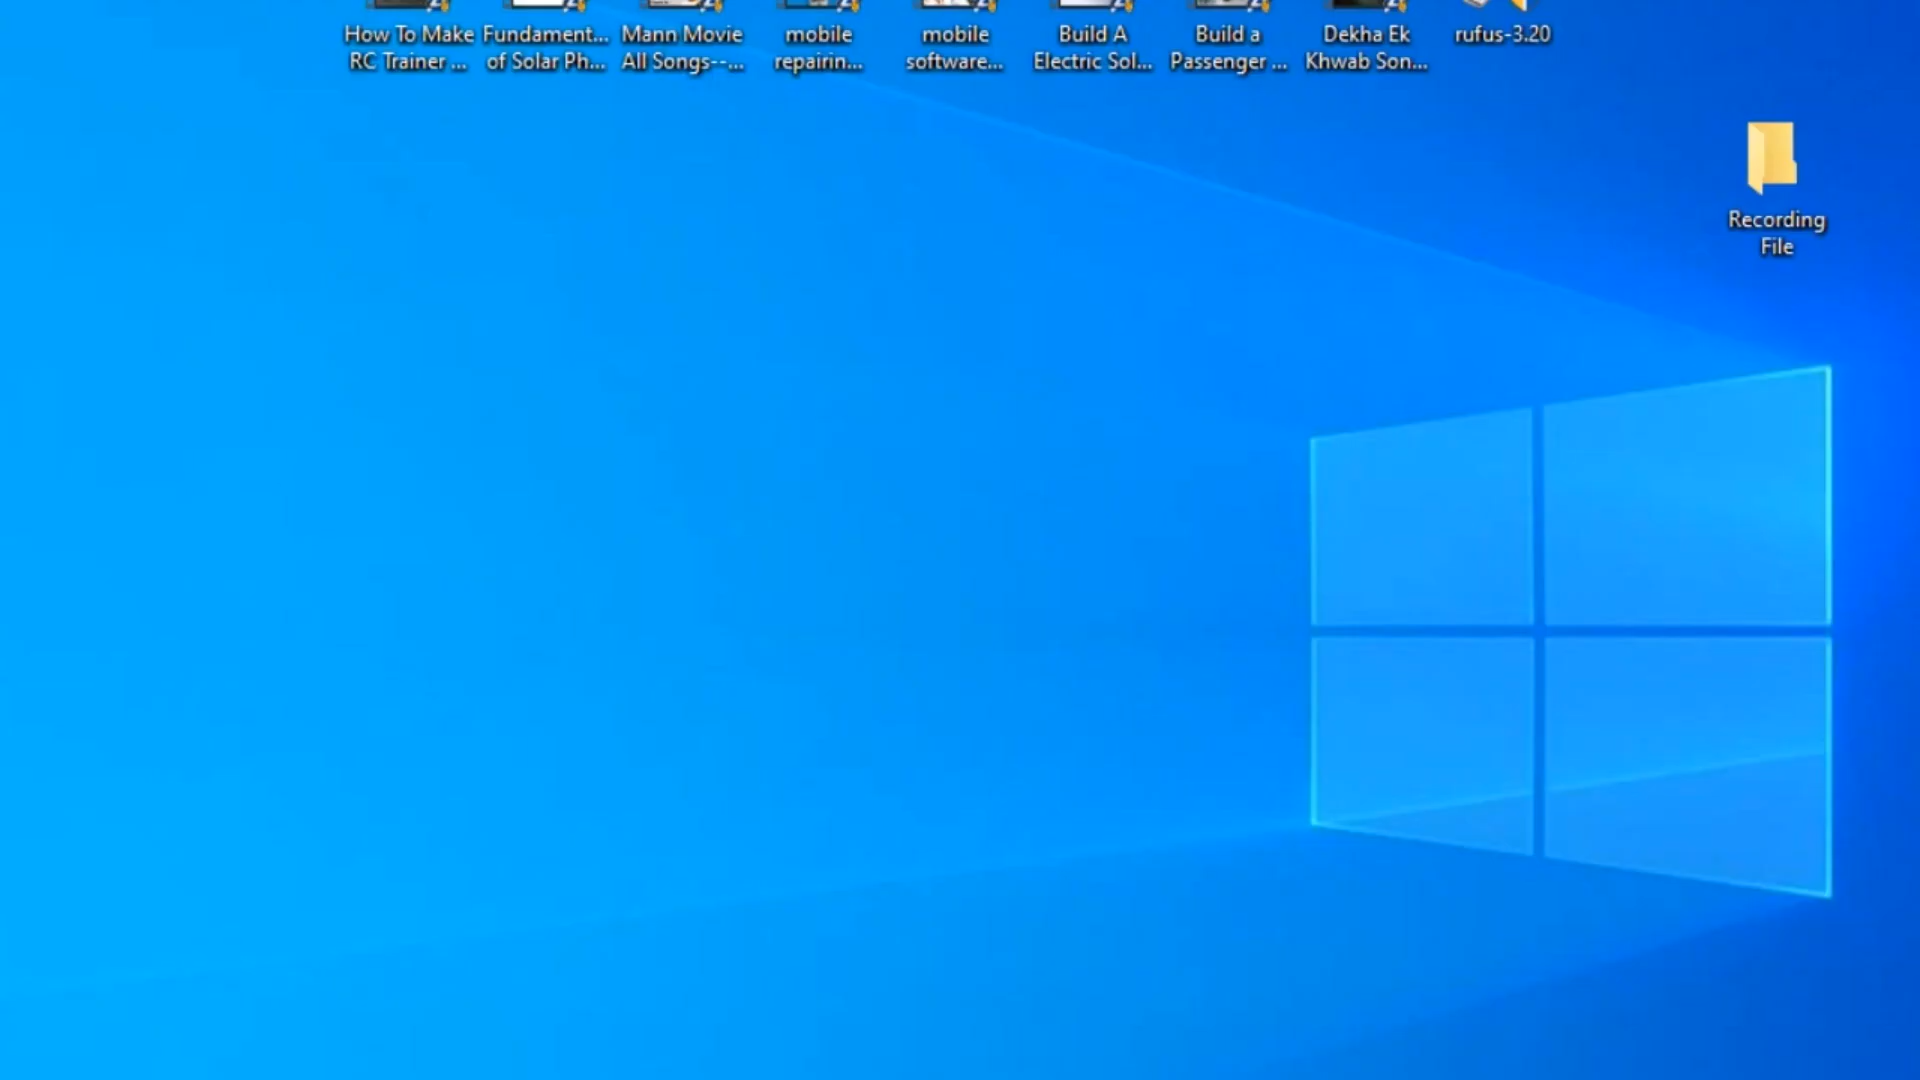 How To Make
RC Trainer ...
Fundament...
of Solar Ph...
Mann Movie
All Songs--...
mobile
repairin...
mobile
software...
Build A
Electric Sol...
Build a
Passenger ...
Dekha Ek
Khwab Son...
rufus-3.20
Recording
File